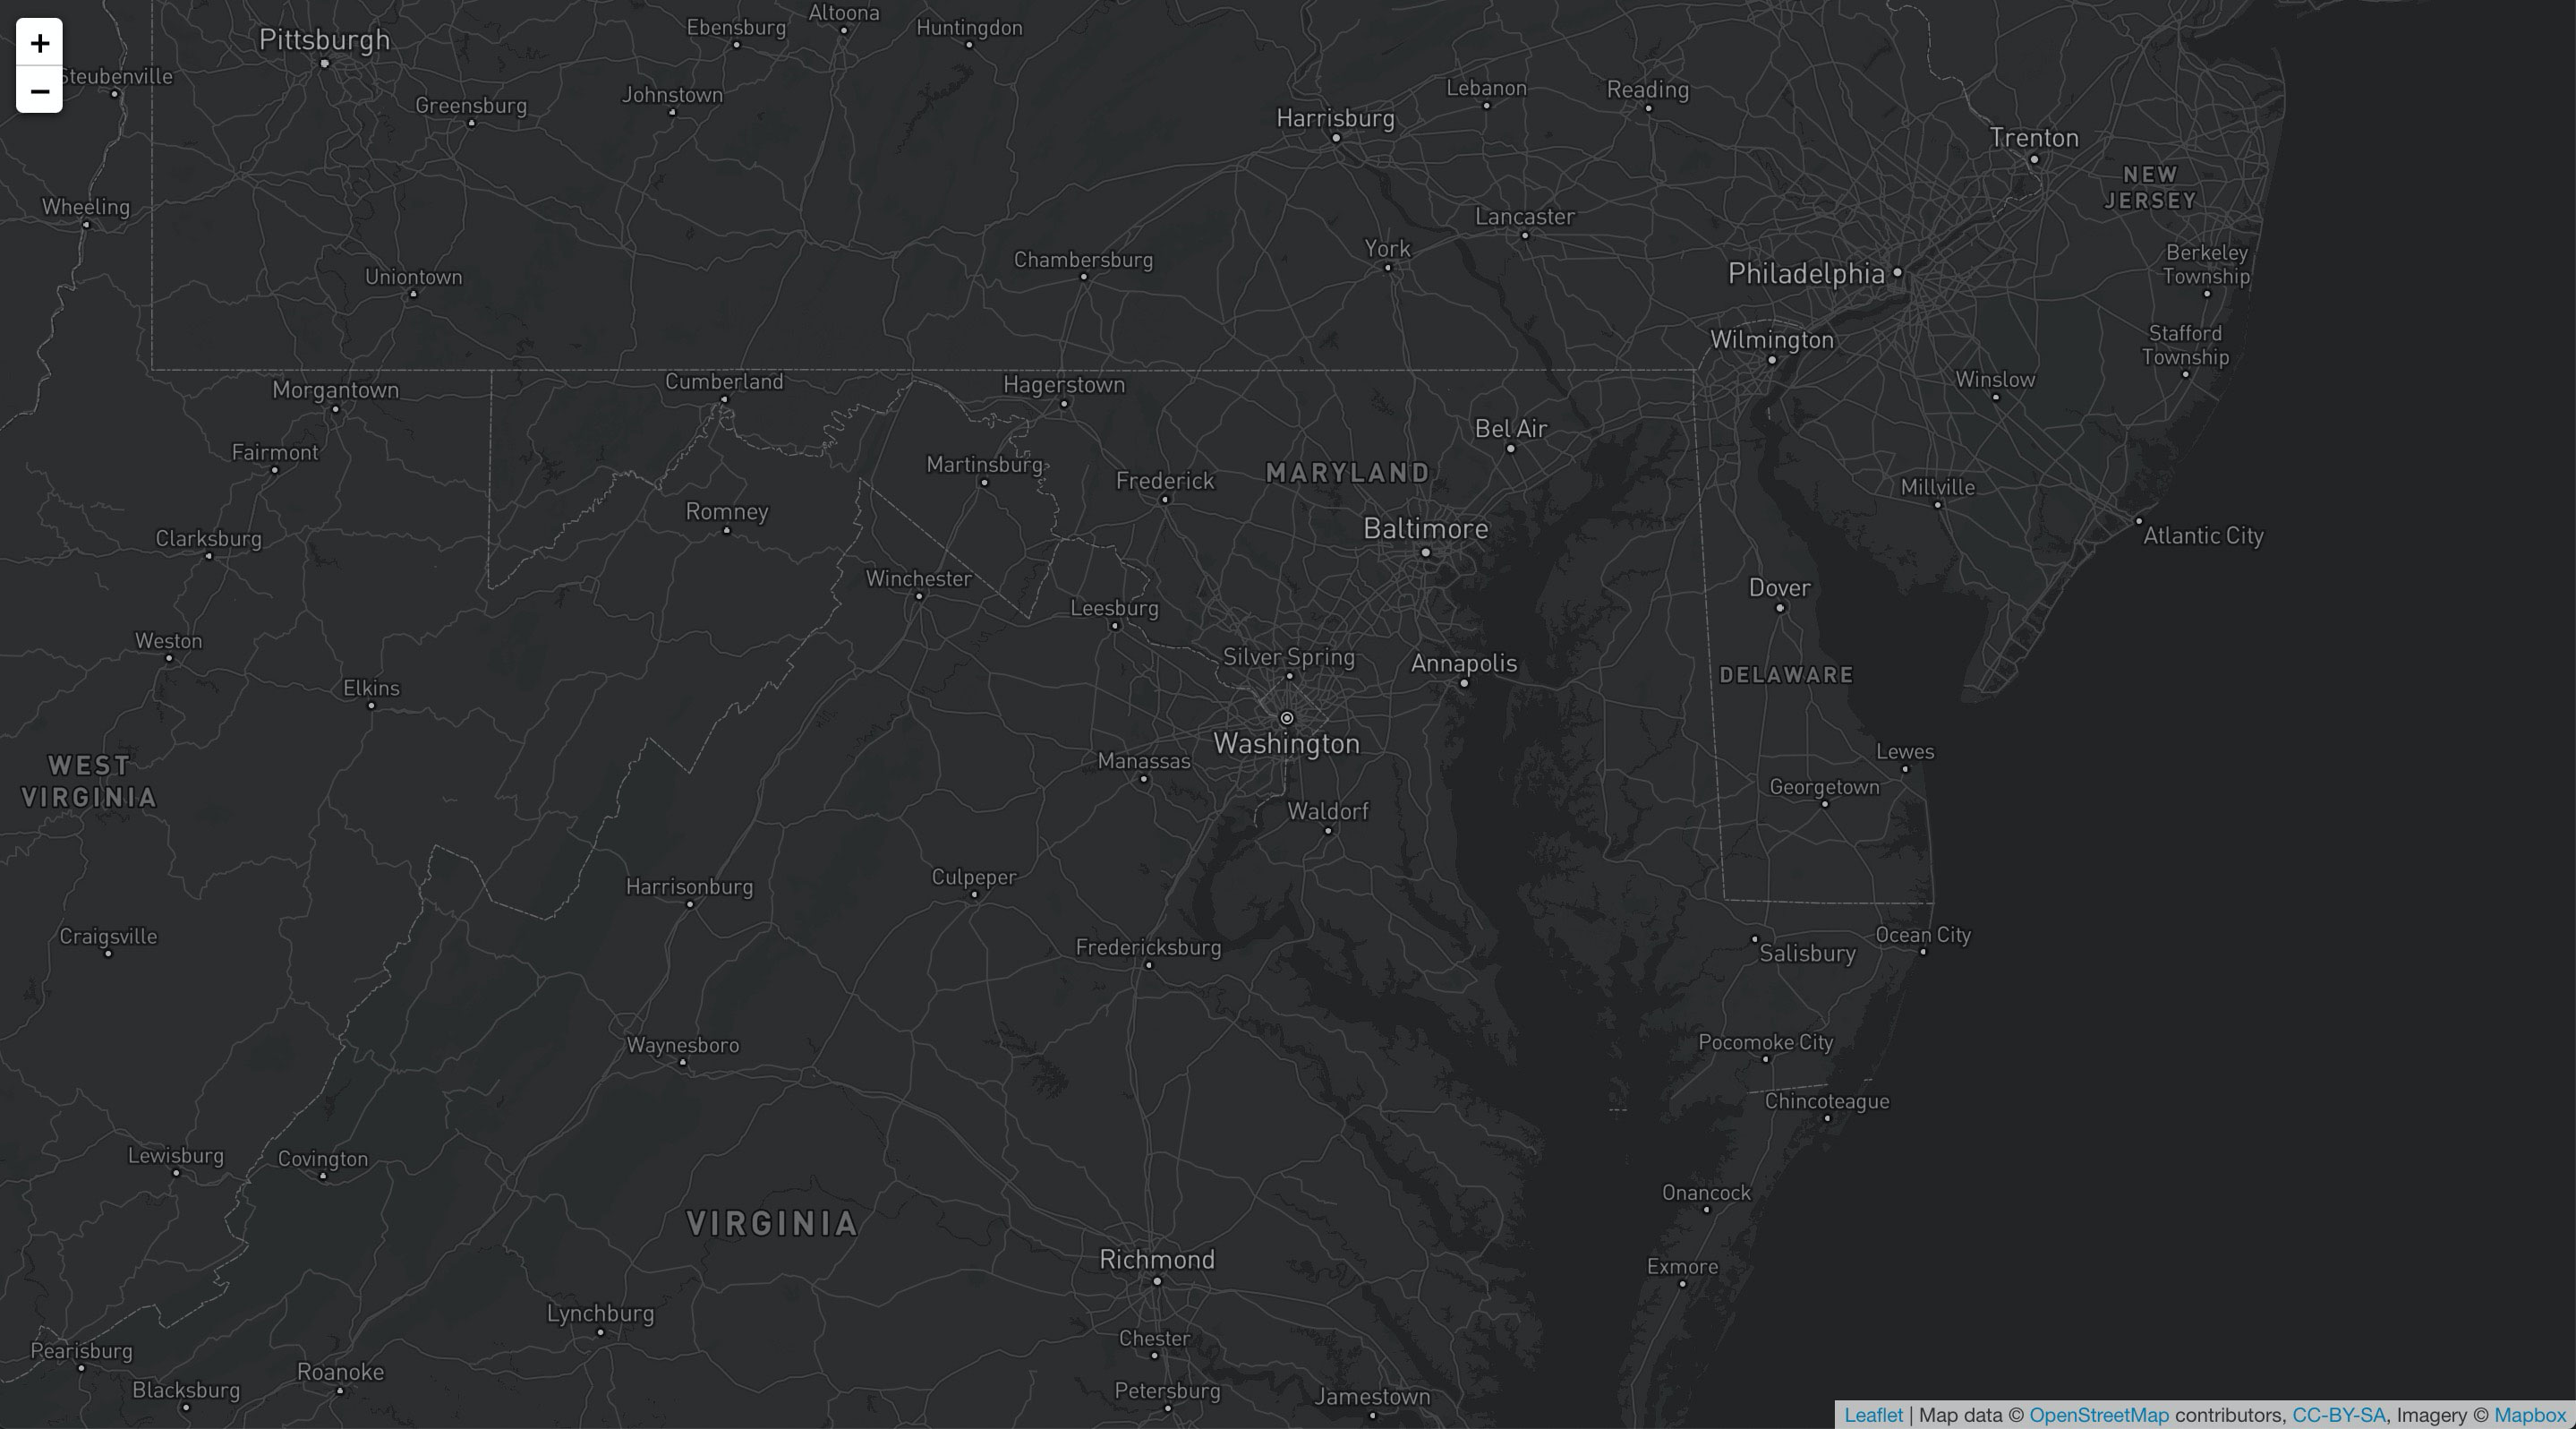 +
−
Altoona
Ebensburg
Huntingdon
Pittsburgh
Steubenville
Johnstown
Greensburg
Lebanon
Reading
Harrisburg
Trenton
NEW
JERSEY
Wheeling
Lancaster
York
Chambersburg
Berkeley
Township
Philadelphia
Uniontown
Wilmington
Stafford
Township
Cumberland
Hagerstown
Morgantown
Winslow
Bel Air
Fairmont
Martinsburg
MARYLAND
Frederick
Millville
Romney
Baltimore
Atlantic City
Clarksburg
Winchester
Dover
Leesburg
Weston
Silver Spring
Annapolis
DELAWARE
Elkins
Washington
Lewes
WEST
VIRGINIA
Manassas
Georgetown
Waldorf
Culpeper
Harrisonburg
Craigsville
Ocean City
Fredericksburg
Salisbury
Pocomoke City
Waynesboro
Chincoteague
Lewisburg
Covington
Onancock
VIRGINIA
Richmond
Exmore
Lynchburg
Chester
Pearisburg
Roanoke
Blacksburg
Petersburg
Jamestown
Leaflet | Map data © OpenStreetMap contributors, CC-BY-SA, Imagery © Mapbox